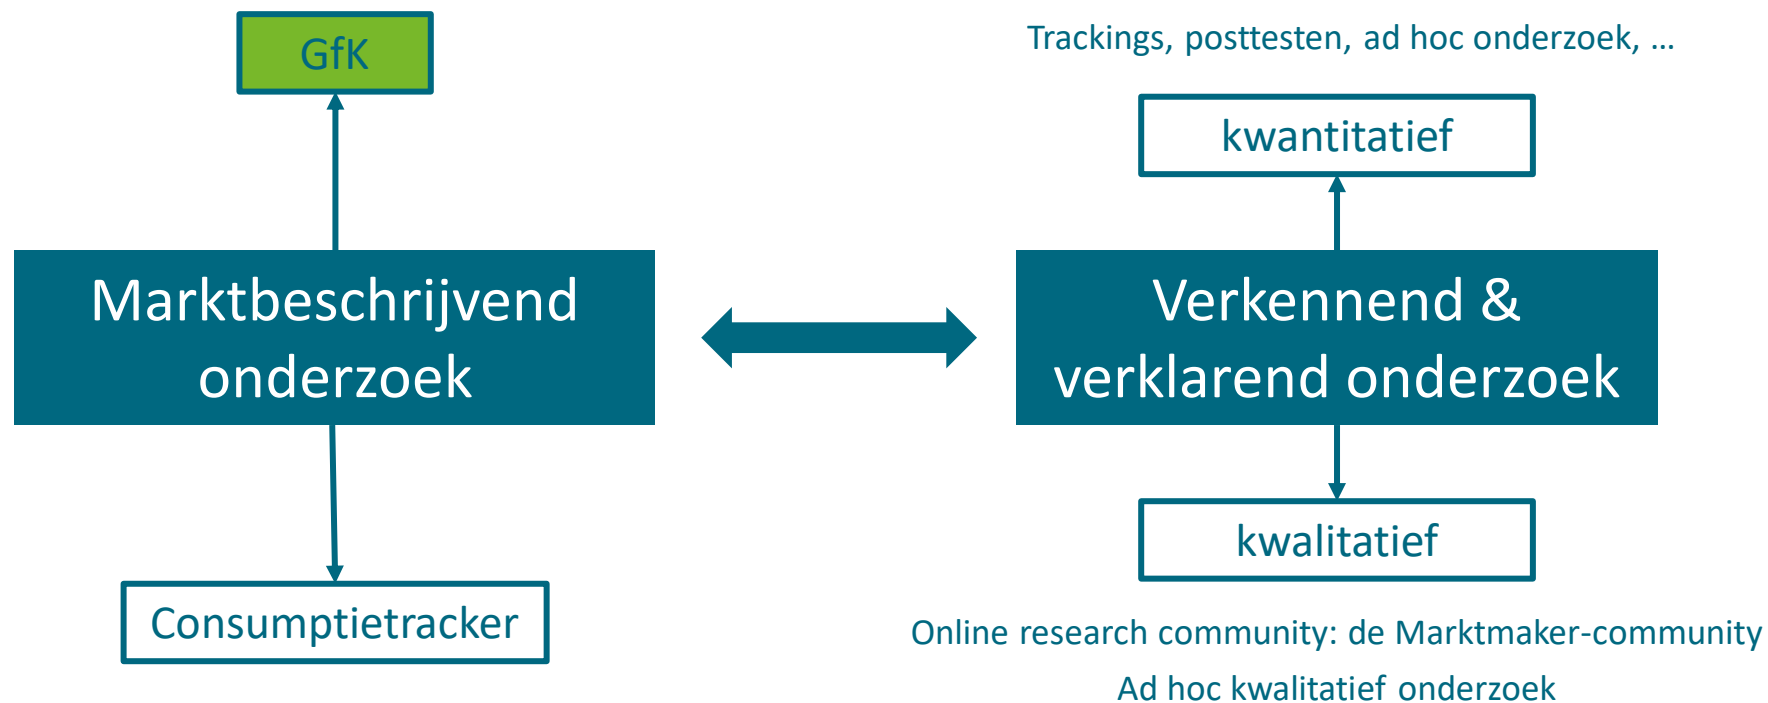 GfK
Marktbeschrijvend
onderzoek
Consumptietracker
Trackings, posttesten, ad hoc onderzoek, …
kwantitatief
Verkennend &
verklarend onderzoek
kwalitatief
Online research community: de Marktmaker-community
Ad hoc kwalitatief onderzoek